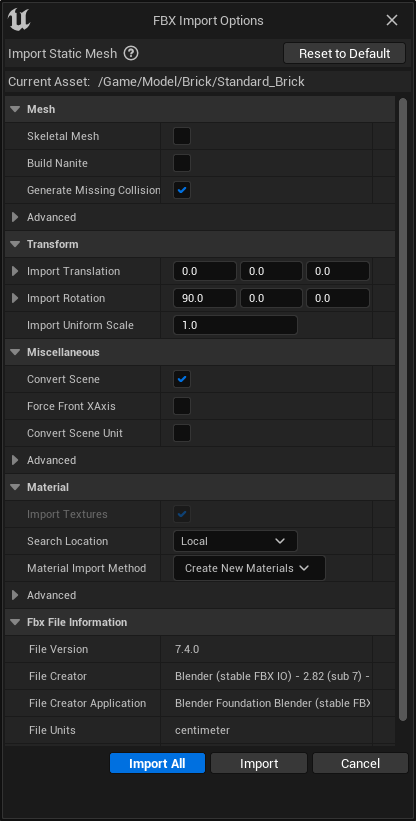 FBX Import Options
Import Static Mesh
Reset to Default
Current Asset: /Game/Model/Brick/Standard_Brick
Mesh
Skeletal Mesh
Build Nanite
Generate Missing Collision
Advanced
Transform
Import Translation 0.0 0.0 0.0
Import Rotation 90.0 0.0 0.0
Import Uniform Scale 1.0
Miscellaneous
Convert Scene
Force Front XAxis
Convert Scene Unit
Advanced
Material
Import Textures
Search Location Local
Material Import Method Create New Materials
Advanced
Fbx File Information
File Version 7.4.0
File Creator Blender (stable FBX IO) - 2.82 (sub 7) -
File Creator Application Blender Foundation Blender (stable FBX
File Units centimeter
Import All Import Cancel